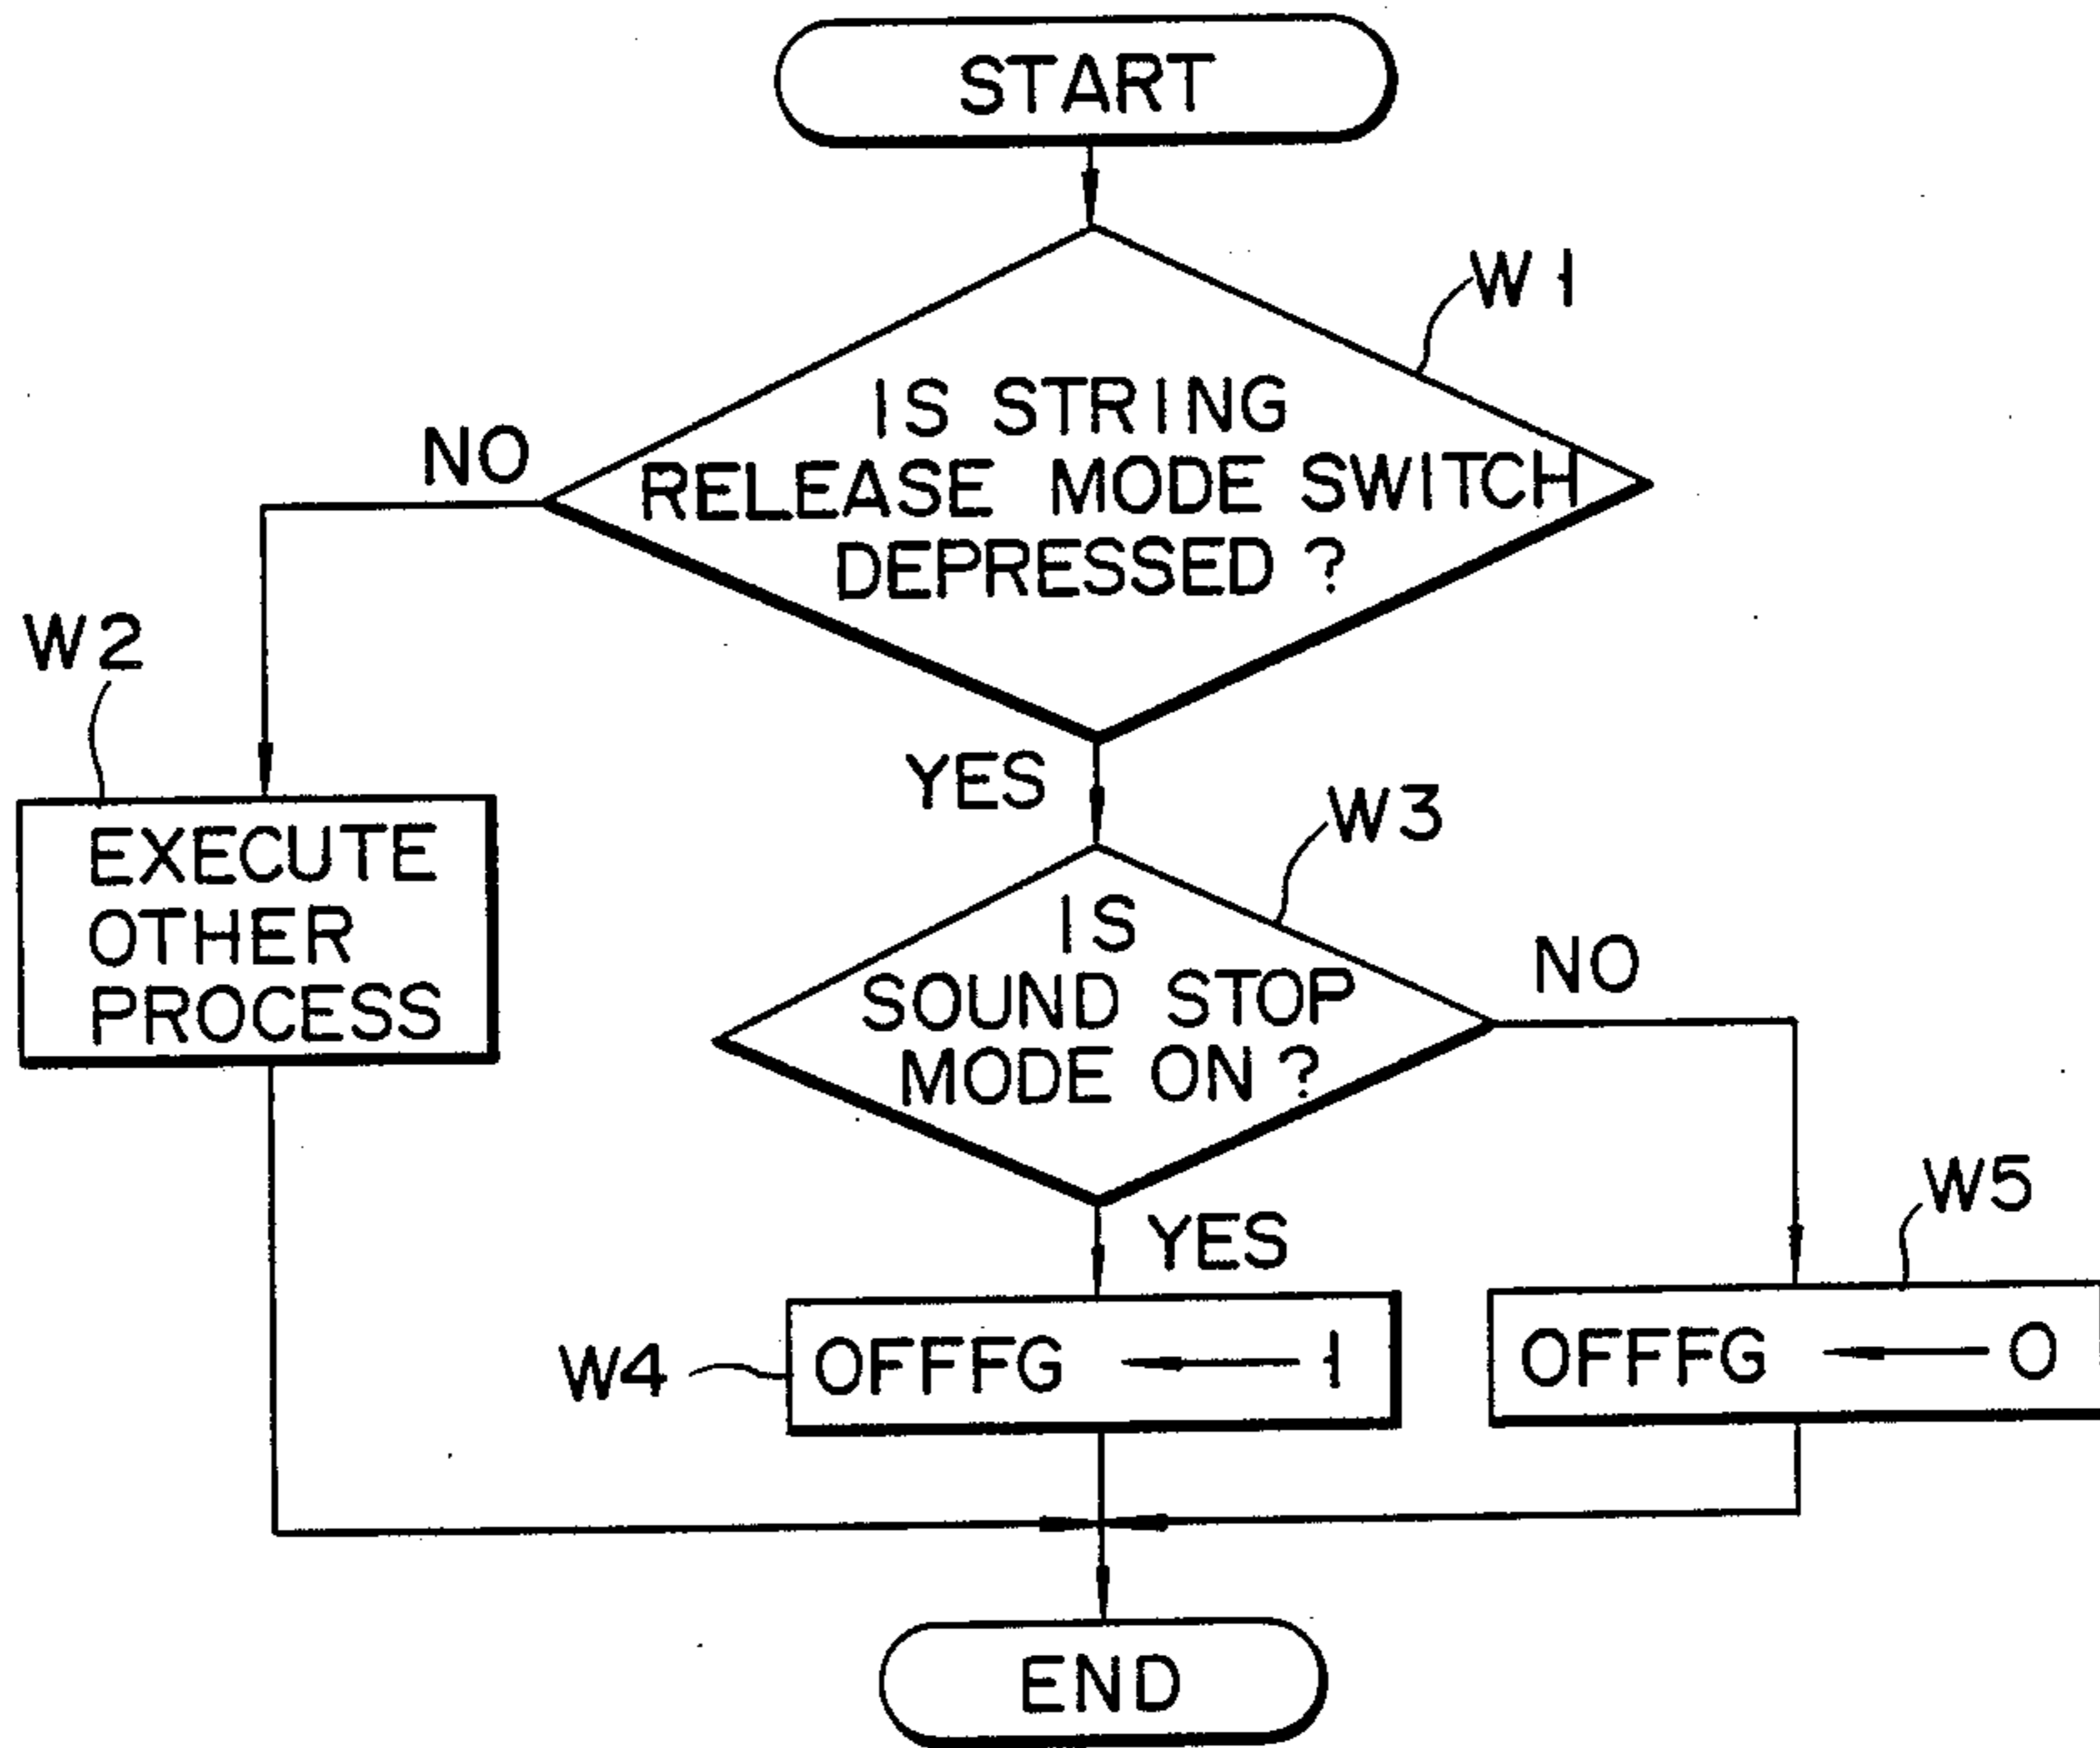 START
W1
IS STRING
RELEASE MODE SWITCH
DEPRESSED ?
NO
YES
W2
EXECUTE
OTHER
PROCESS
W3
IS
SOUND STOP
MODE ON ?
NO
YES
W4
OFFFG ← 1
W5
OFFFG ← 0
END